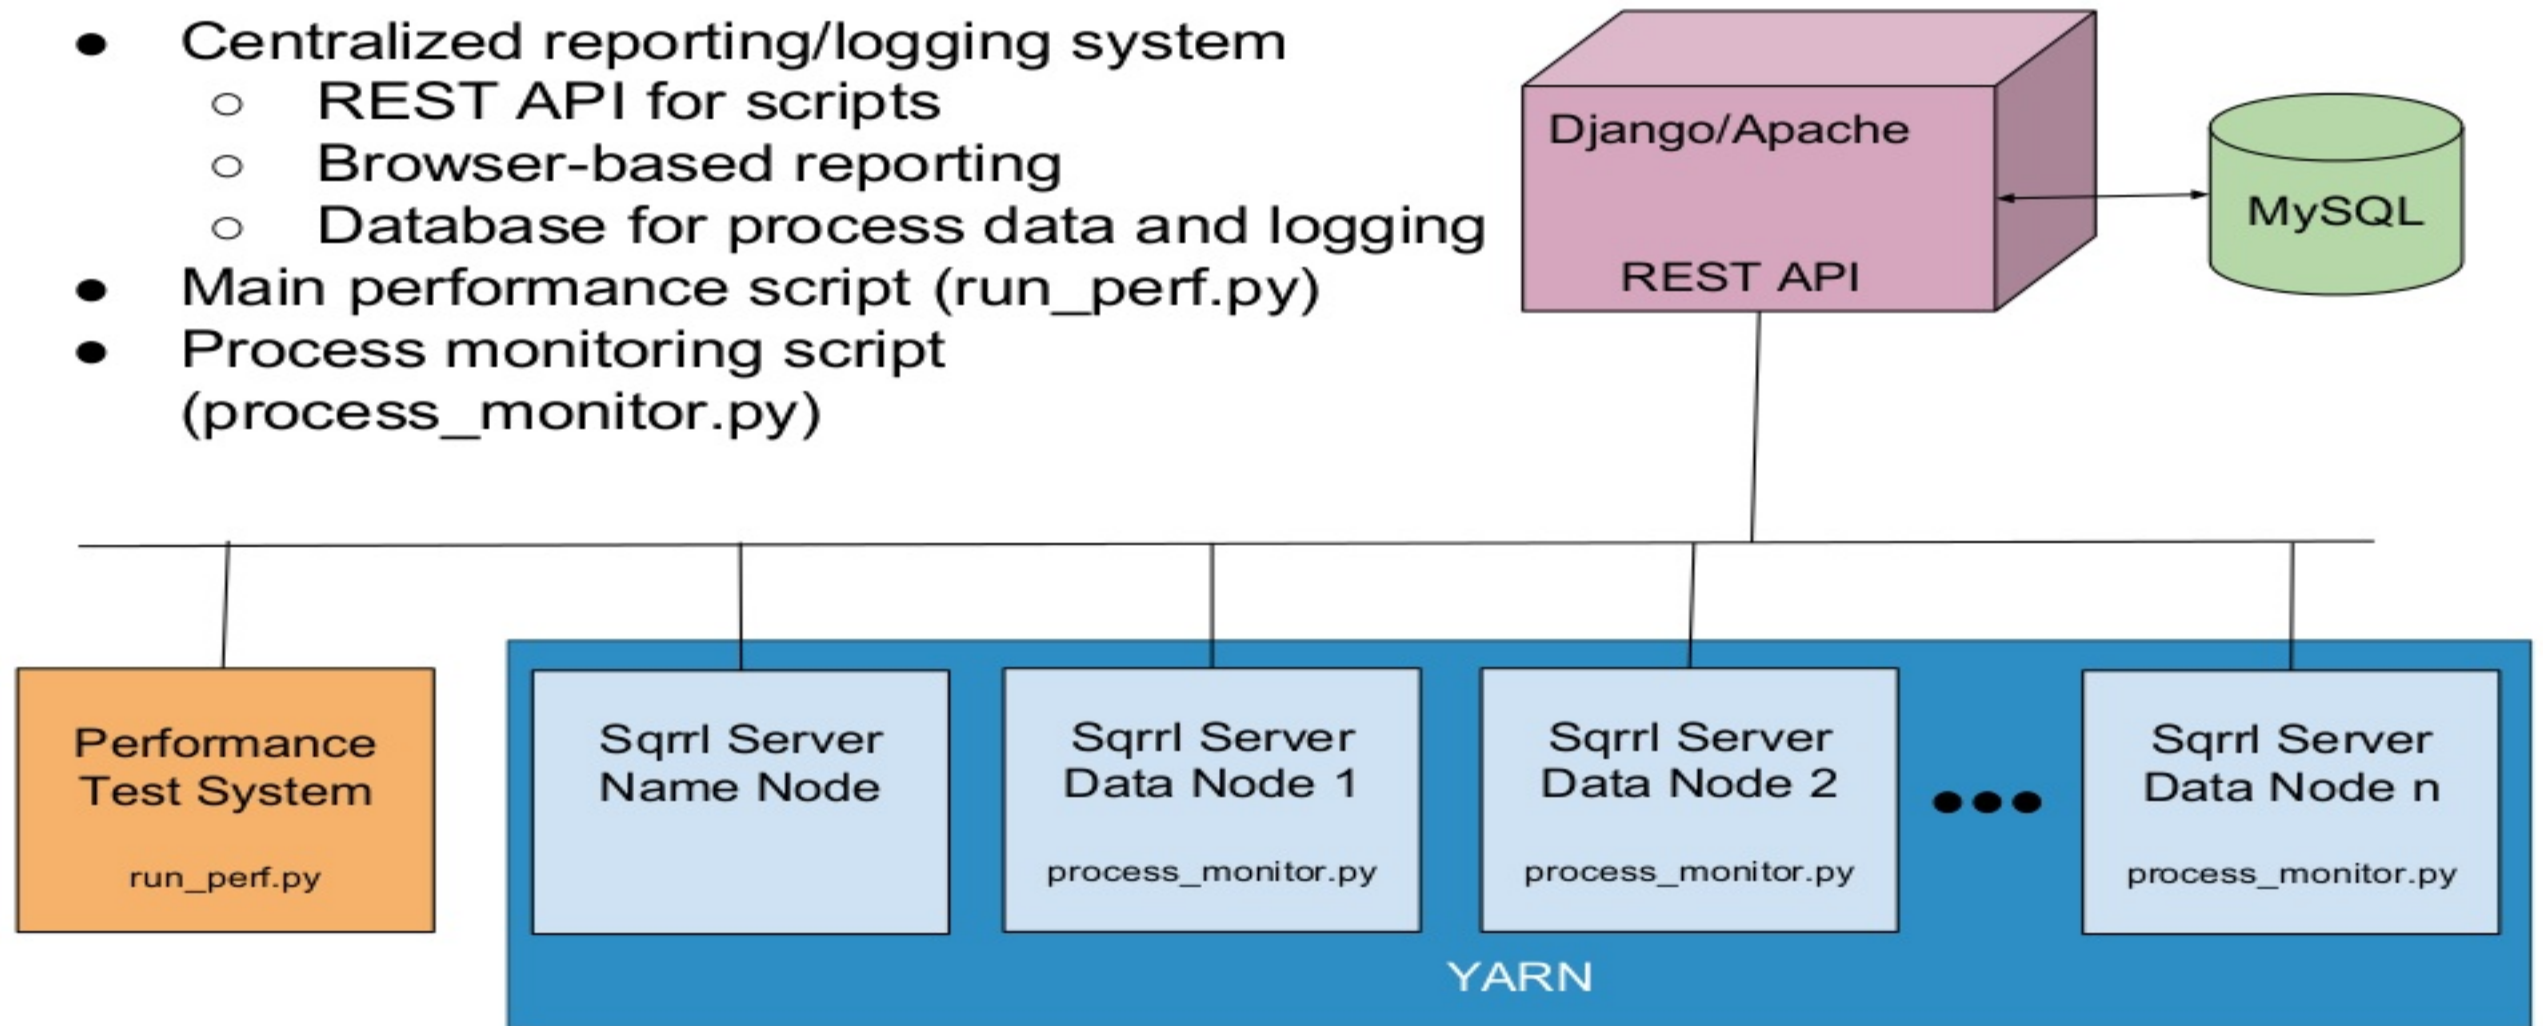 ● Centralized reporting/logging system
○ REST API for scripts
○ Browser-based reporting
○ Database for process data and logging
● Main performance script (run_perf.py)
● Process monitoring script
(process_monitor.py)
Django/Apache
REST API
MySQL
Performance
Test System
run_perf.py
Sqrrl Server
Name Node
Sqrrl Server
Data Node 1
process_monitor.py
Sqrrl Server
Data Node 2
process_monitor.py
●●●
Sqrrl Server
Data Node n
process_monitor.py
YARN